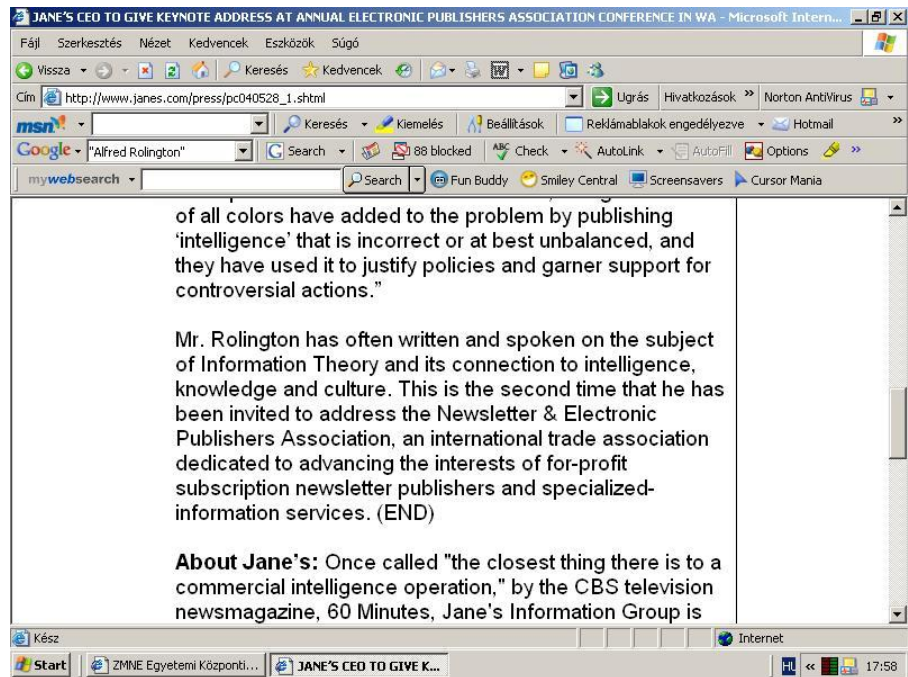 JANE'S CEO TO GIVE KEYNOTE ADDRESS AT ANNUAL ELECTRONIC PUBLISHERS ASSOCIATION CONFERENCE IN WA - Microsoft Intern...
Fájl Szerkesztés Nézet Kedvencek Eszközök Súgó
Vissza Keresés Kedvencek
Cím http://www.janes.com/press/pc040528_1.shtml Ugrás Hivatkozások » Norton AntiVirus
msn Keresés Kiemelés Beállítások Reklámablakok engedélyezve Hotmail »
Google "Alfred Rolington" G Search 88 blocked ABC Check AutoLink AutoFill Options »
mywebsearch Search Fun Buddy Smiley Central Screensavers Cursor Mania
of all colors have added to the problem by publishing
‘intelligence’ that is incorrect or at best unbalanced, and
they have used it to justify policies and garner support for
controversial actions.”
Mr. Rolington has often written and spoken on the subject
of Information Theory and its connection to intelligence,
knowledge and culture. This is the second time that he has
been invited to address the Newsletter & Electronic
Publishers Association, an international trade association
dedicated to advancing the interests of for-profit
subscription newsletter publishers and specialized-
information services. (END)
About Jane's: Once called "the closest thing there is to a
commercial intelligence operation," by the CBS television
newsmagazine, 60 Minutes, Jane's Information Group is
Kész Internet
Start ZMNE Egyetemi Központi... JANE'S CEO TO GIVE K... HU « 17:58